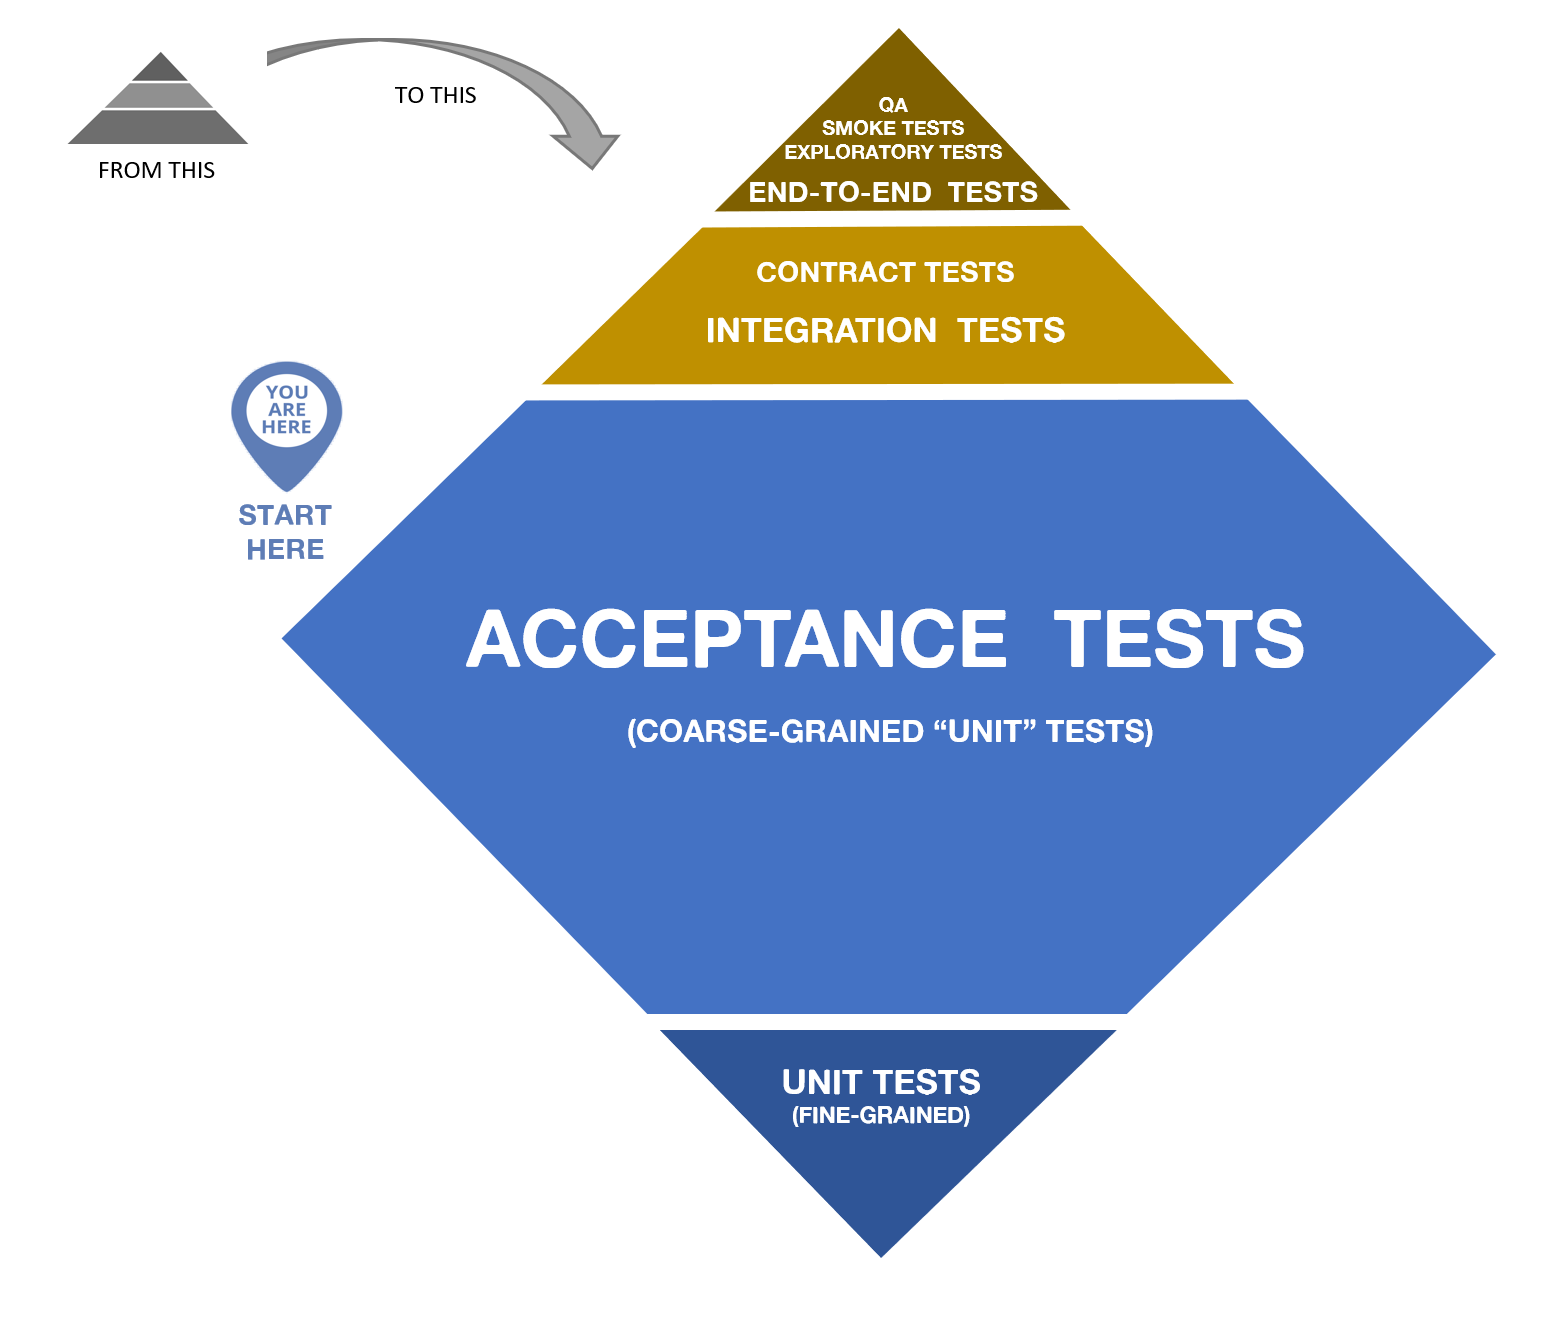 FROM THIS
TO THIS
QA
SMOKE TESTS
EXPLORATORY TESTS
END-TO-END TESTS
CONTRACT TESTS
INTEGRATION TESTS
YOU
ARE
HERE
START
HERE
ACCEPTANCE TESTS
(COARSE-GRAINED “UNIT” TESTS)
UNIT TESTS
(FINE-GRAINED)